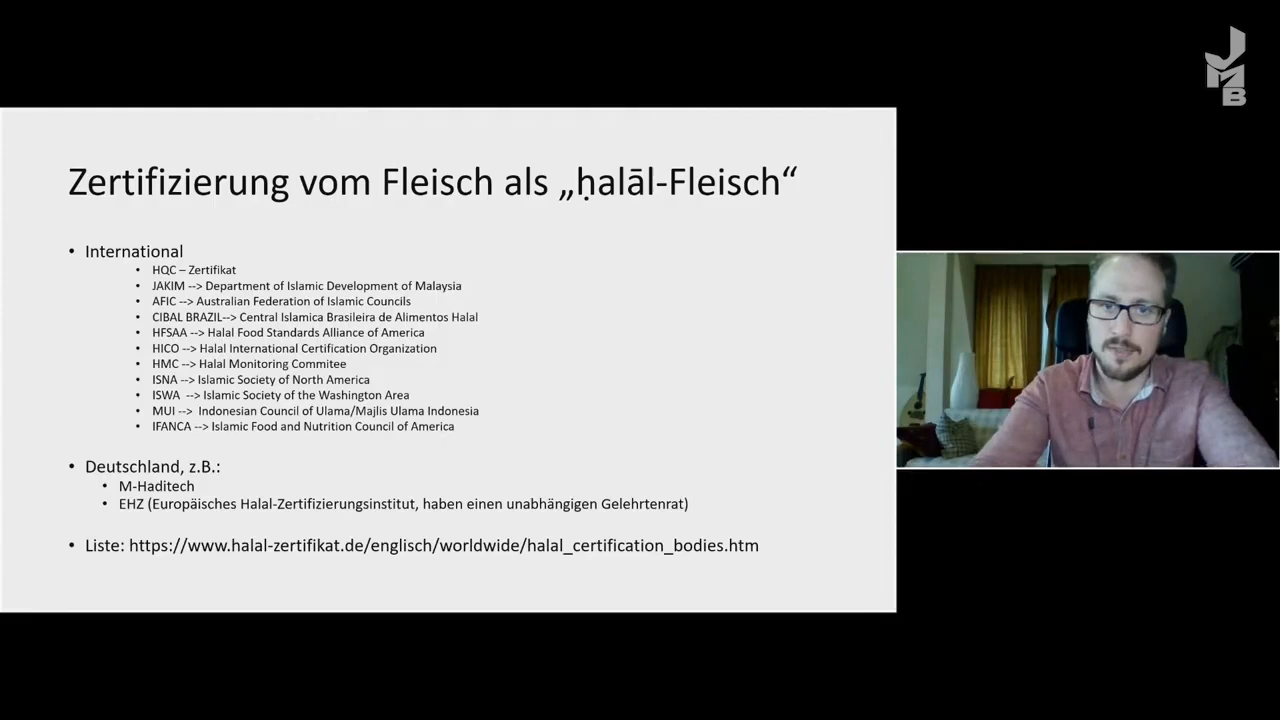 JMB
Zertifizierung vom Fleisch als „ḥalāl-Fleisch“
• International
• HQC – Zertifikat
• JAKIM --> Department of Islamic Development of Malaysia
• AFIC --> Australian Federation of Islamic Councils
• CIBAL BRAZIL--> Central Islamica Brasileira de Alimentos Halal
• HFSAA --> Halal Food Standards Alliance of America
• HICO --> Halal International Certification Organization
• HMC --> Halal Monitoring Commitee
• ISNA --> Islamic Society of North America
• ISWA --> Islamic Society of the Washington Area
• MUI --> Indonesian Council of Ulama/Majlis Ulama Indonesia
• IFANCA --> Islamic Food and Nutrition Council of America
• Deutschland, z.B.:
• M-Haditech
• EHZ (Europäisches Halal-Zertifizierungsinstitut, haben einen unabhängigen Gelehrtenrat)
• Liste: https://www.halal-zertifikat.de/englisch/worldwide/halal_certification_bodies.htm